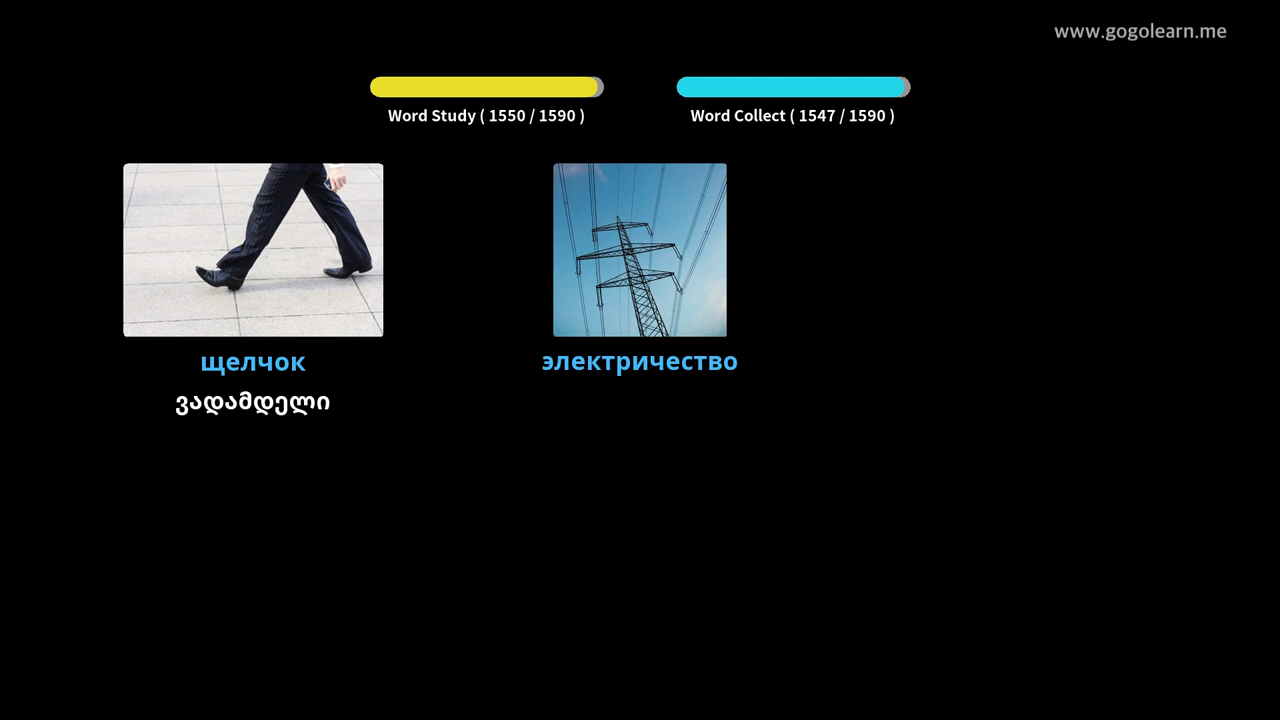 www.gogolearn.me
Word Study ( 1550 / 1590 )
Word Collect ( 1547 / 1590 )
щелчок
ვადამდელი
электричество